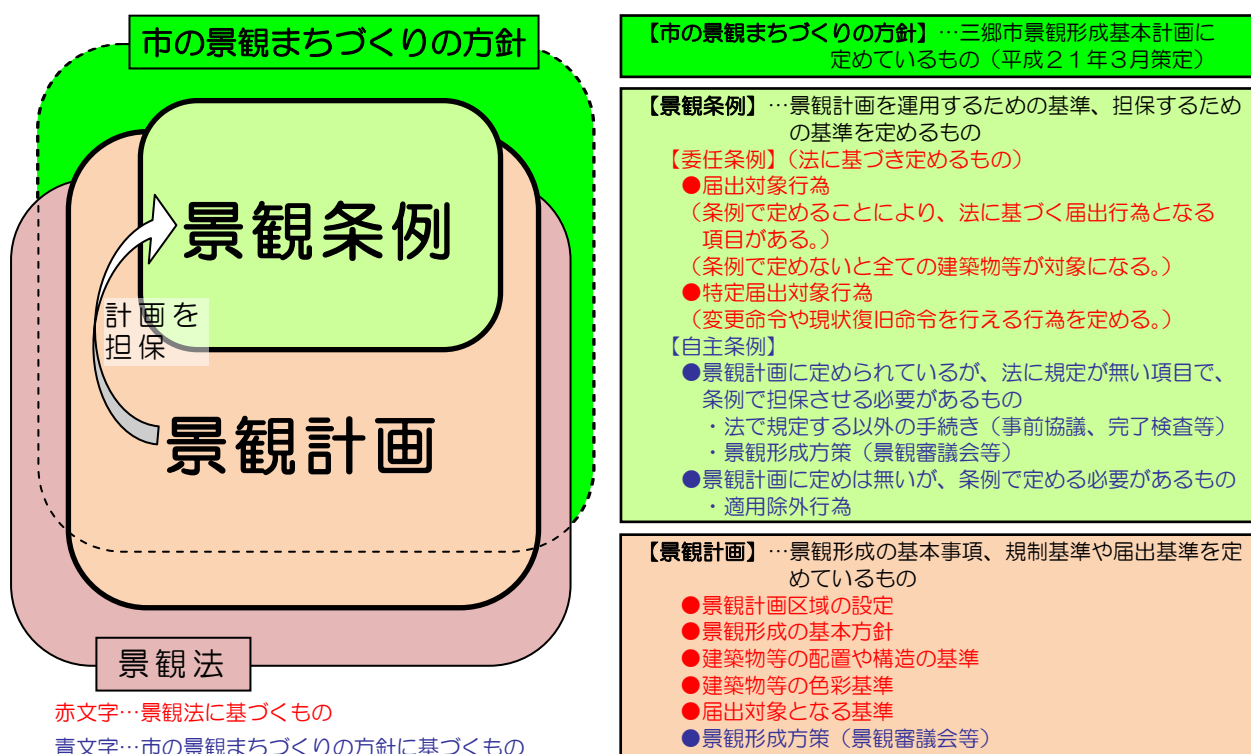 市の景観まちづくりの方針
景観条例
計画を
担保
景観計画
景観法
赤文字…景観法に基づくもの
青文字…市の景観まちづくりの方針に基づくもの
【市の景観まちづくりの方針】…三郷市景観形成基本計画に
定めているもの（平成２１年３月策定）
【景観条例】…景観計画を運用するための基準、担保するため
の基準を定めるもの
【委任条例】（法に基づき定めるもの）
●届出対象行為
（条例で定めることにより、法に基づく届出行為となる
項目がある。）
（条例で定めないと全ての建築物等が対象になる。）
●特定届出対象行為
（変更命令や現状復旧命令を行える行為を定める。）
【自主条例】
●景観計画に定められているが、法に規定が無い項目で、
条例で担保させる必要があるもの
・法で規定する以外の手続き（事前協議、完了検査等）
・景観形成方策（景観審議会等）
●景観計画に定めは無いが、条例で定める必要があるもの
・適用除外行為
【景観計画】…景観形成の基本事項、規制基準や届出基準を定
めているもの
●景観計画区域の設定
●景観形成の基本方針
●建築物等の配置や構造の基準
●建築物等の色彩基準
●届出対象となる基準
●景観形成方策（景観審議会等）